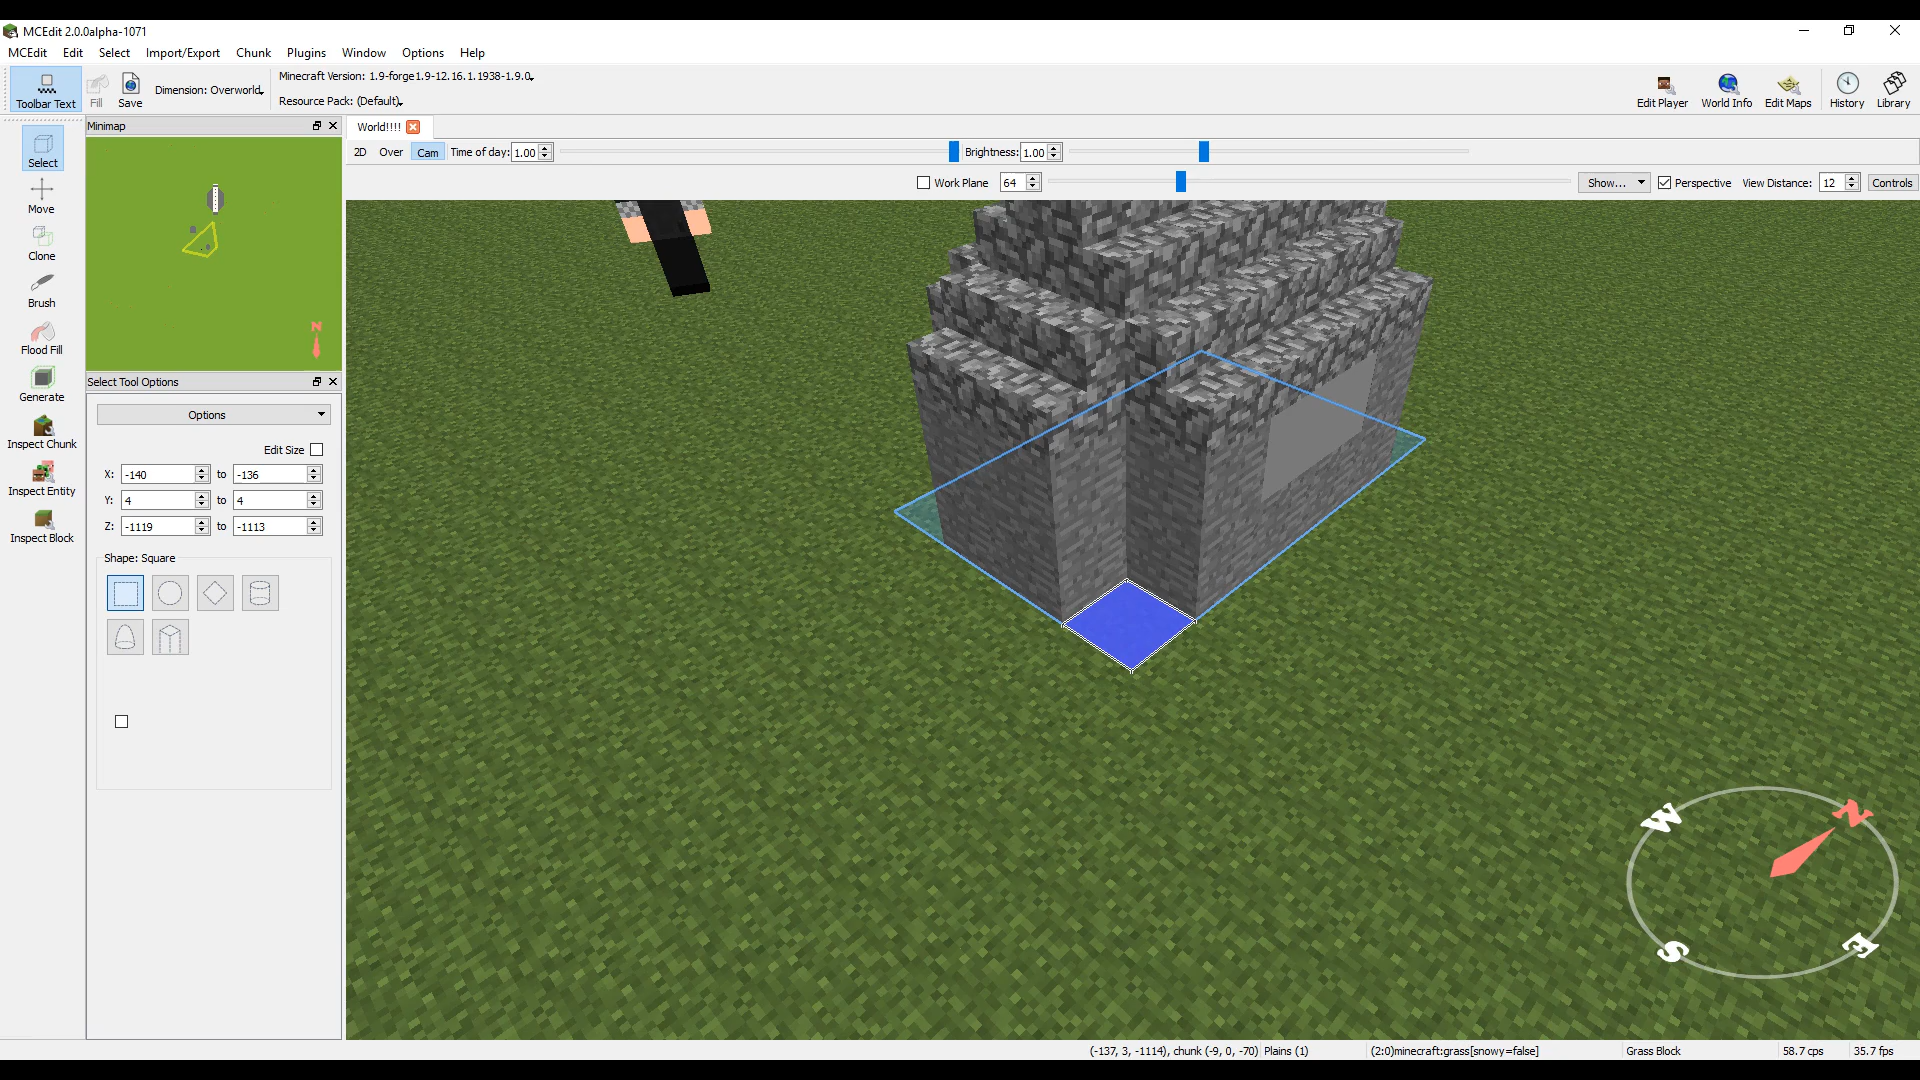 MCEdit 2.0.0alpha-1071
MCEdit Edit Select Import/Export Chunk Plugins Window Options Help
Toolbar Text Fill Save Dimension: Overworld
Minecraft Version: 1.9-forge1.9-12.16.1.1938-1.9.0
Resource Pack: (Default)
Edit Player World Info Edit Maps History Library
Minimap
World!!!!
2D Over Cam Time of day: 1.00 Brightness: 1.00
Work Plane 64 Show... Perspective View Distance: 12 Controls
Select
Move
Clone
Brush
Flood Fill
Generate
Inspect Chunk
Inspect Entity
Inspect Block
N
Select Tool Options
Options
Edit Size
X: -140 to -136
Y: 4 to 4
Z: -1119 to -1113
Shape: Square
W N
S E
(-137, 3, -1114), chunk (-9, 0, -70) Plains (1) (2:0)minecraft:grass[snowy=false] Grass Block 58.7 cps 35.7 fps